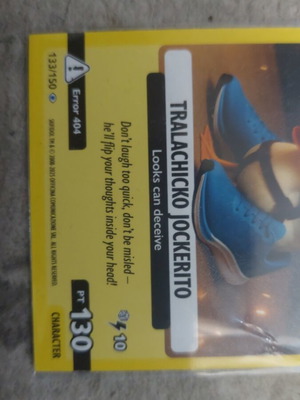 TRALACHICKO JOCKERITO
Looks can deceive
Don't laugh too quick, don't be misled –
he'll flip your thoughts inside your head!
10
Error 404
PT 130
133/150
CHARACTER